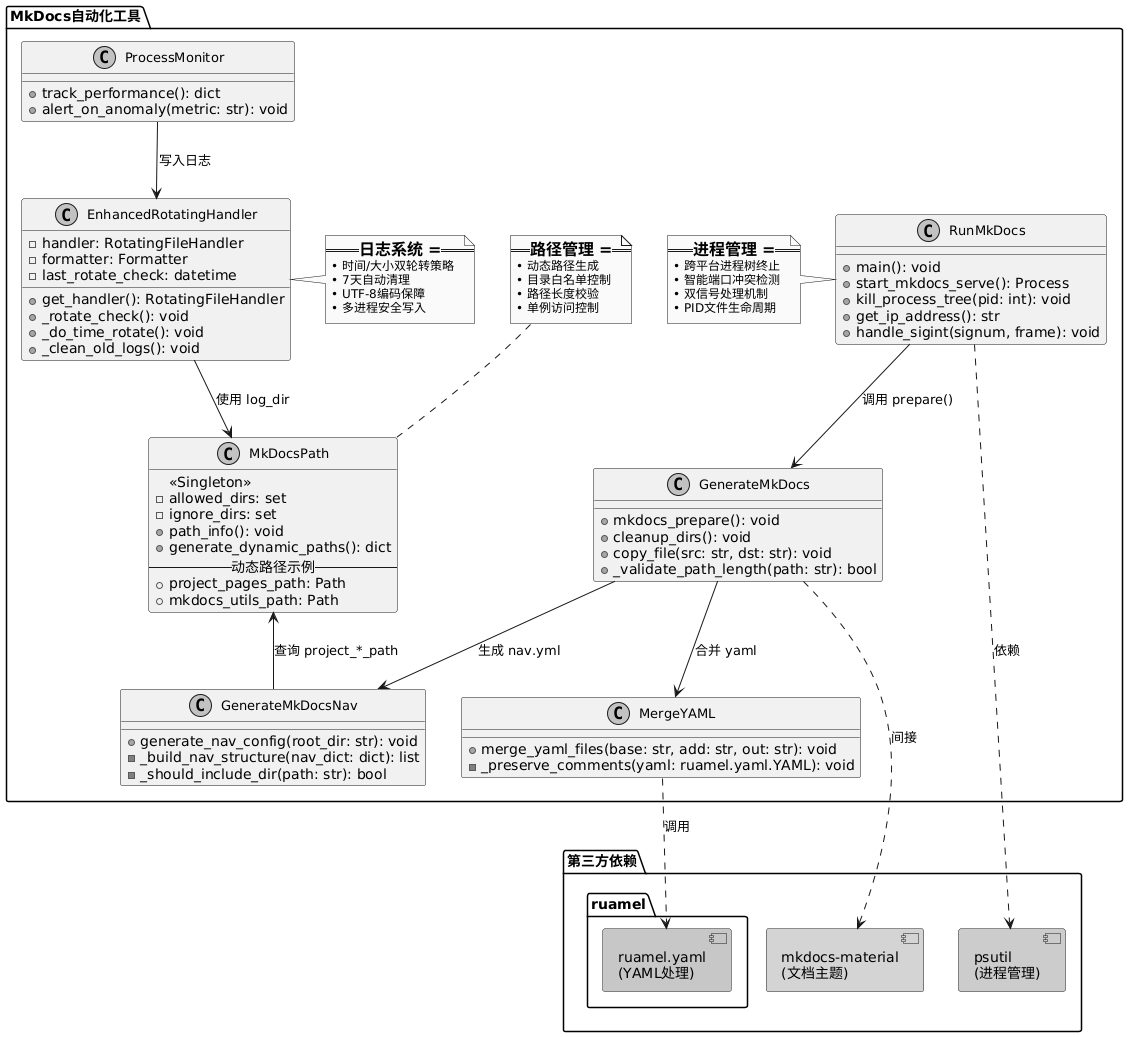 MkDocs自动化工具
C ProcessMonitor
track_performance(): dict
alert_on_anomaly(metric: str): void
写入日志
C EnhancedRotatingHandler
handler: RotatingFileHandler
formatter: Formatter
last_rotate_check: datetime
get_handler(): RotatingFileHandler
_rotate_check(): void
_do_time_rotate(): void
_clean_old_logs(): void
日志系统 =
• 时间/大小双轮转策略
• 7天自动清理
• UTF-8编码保障
• 多进程安全写入
路径管理 =
• 动态路径生成
• 目录白名单控制
• 路径长度校验
• 单例访问控制
进程管理 =
• 跨平台进程树终止
• 智能端口冲突检测
• 双信号处理机制
• PID文件生命周期
C RunMkDocs
main(): void
start_mkdocs_serve(): Process
kill_process_tree(pid: int): void
get_ip_address(): str
handle_sigint(signum, frame): void
使用 log_dir
调用 prepare()
C MkDocsPath
«Singleton»
allowed_dirs: set
ignore_dirs: set
path_info(): void
generate_dynamic_paths(): dict
动态路径示例
project_pages_path: Path
mkdocs_utils_path: Path
C GenerateMkDocs
mkdocs_prepare(): void
cleanup_dirs(): void
copy_file(src: str, dst: str): void
_validate_path_length(path: str): bool
查询 project_*_path
生成 nav.yml
合并 yaml
依赖
C GenerateMkDocsNav
generate_nav_config(root_dir: str): void
_build_nav_structure(nav_dict: dict): list
_should_include_dir(path: str): bool
C MergeYAML
merge_yaml_files(base: str, add: str, out: str): void
_preserve_comments(yaml: ruamel.yaml.YAML): void
间接
调用
第三方依赖
ruamel
ruamel.yaml
(YAML处理)
mkdocs-material
(文档主题)
psutil
(进程管理)